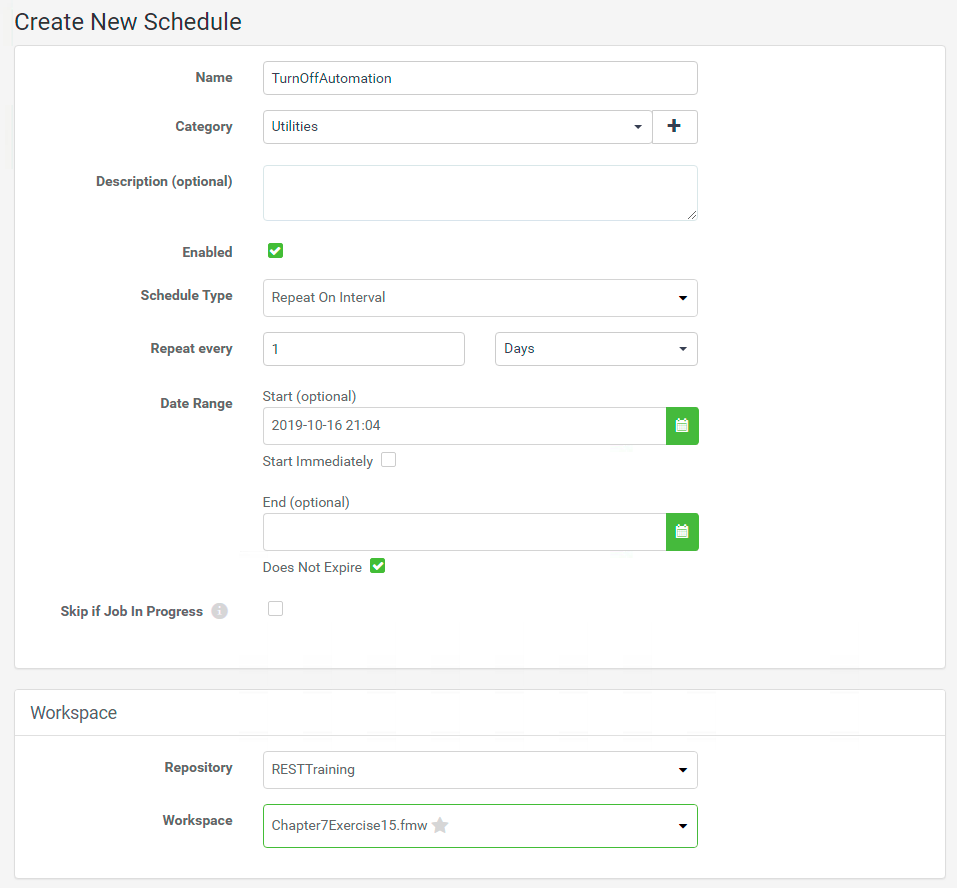 Create New Schedule
Name TurnOffAutomation
Category Utilities
Description (optional)
Enabled
Schedule Type Repeat On Interval
Repeat every 1 Days
Date Range Start (optional)
2019-10-16 21:04
Start Immediately
End (optional)
Does Not Expire
Skip if Job In Progress
Workspace
Repository RESTTraining
Workspace Chapter7Exercise15.fmw